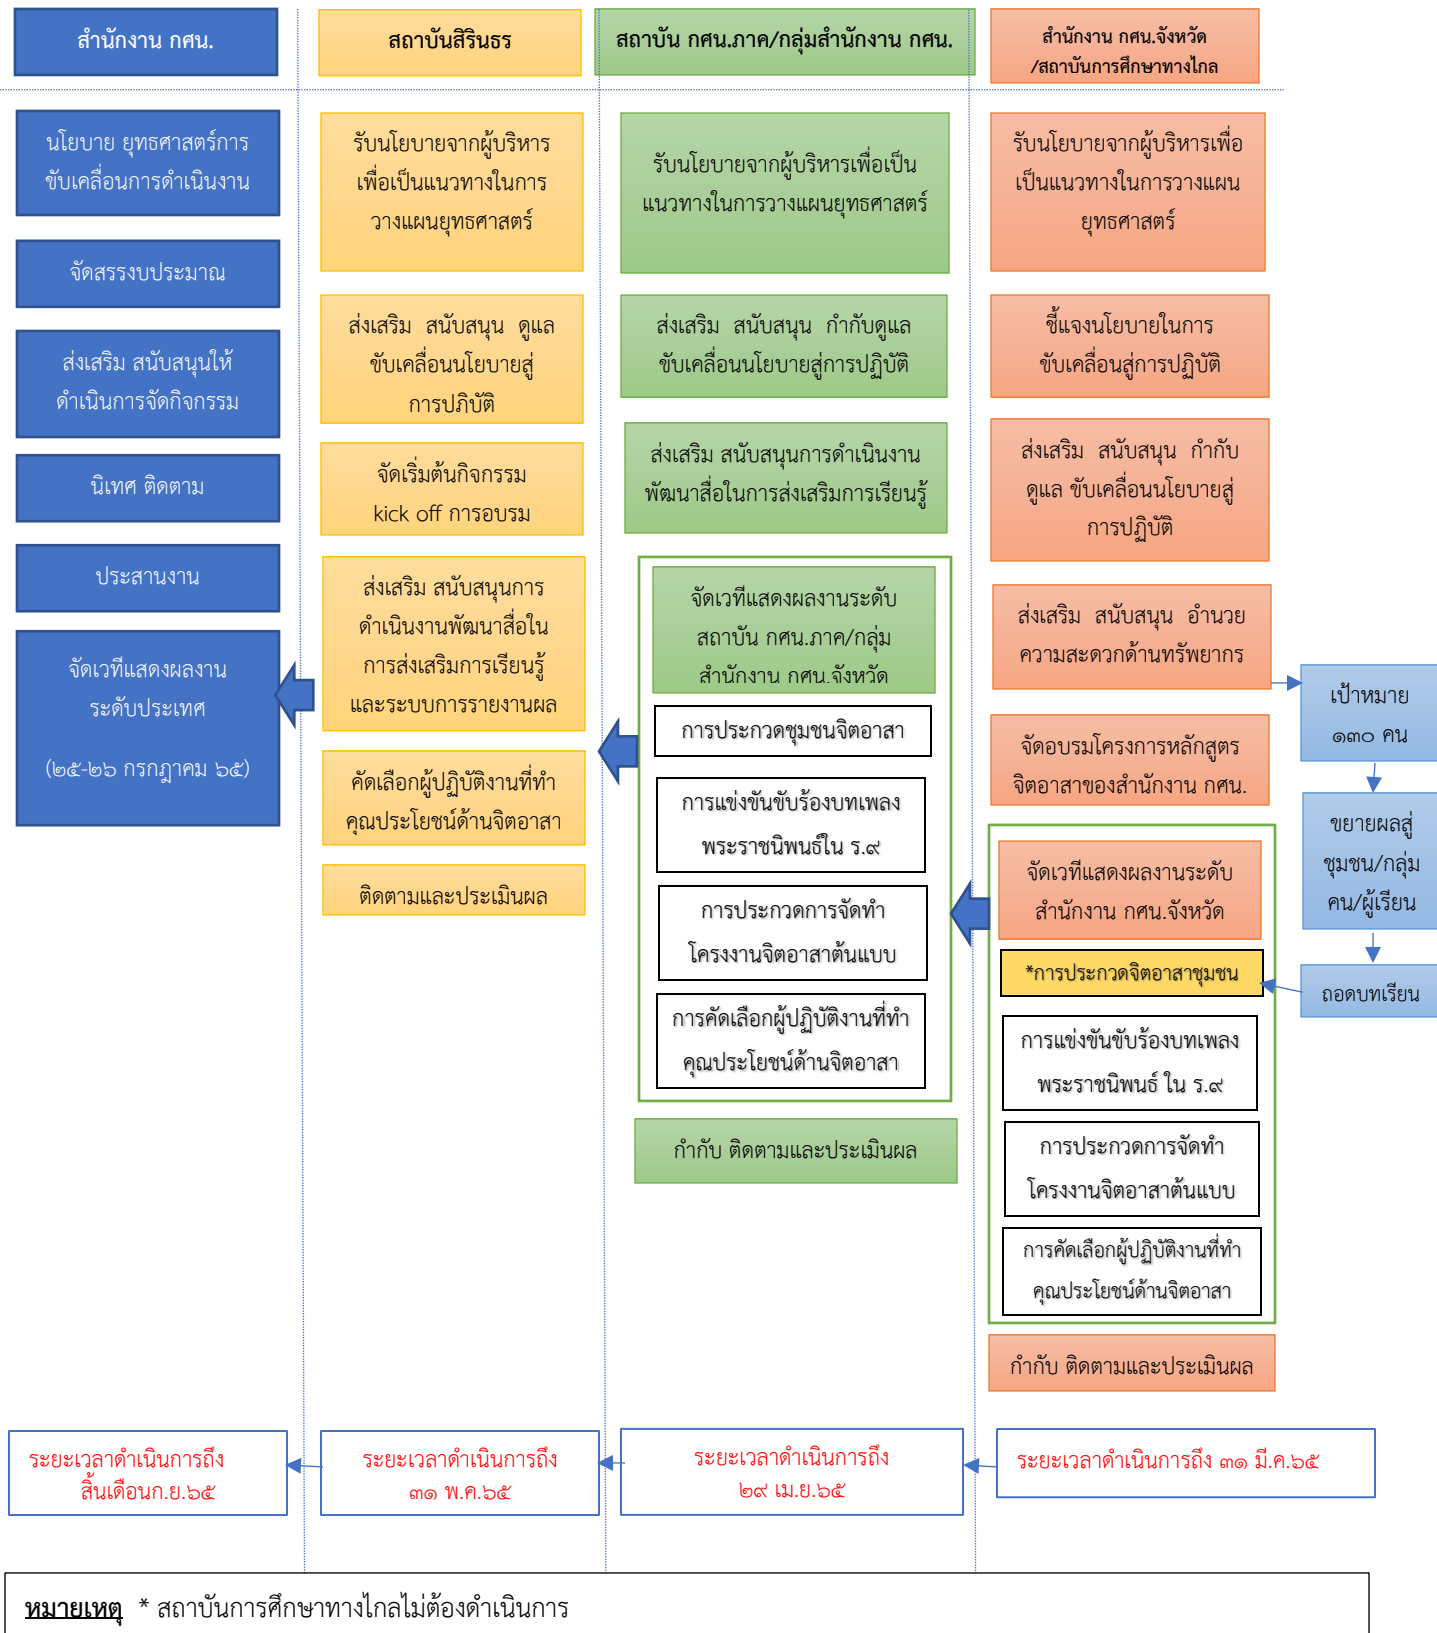 สำนักงาน กศน.
สถาบันสิรินธร
สถาบัน กศน.ภาค/กลุ่มสำนักงาน กศน.
สำนักงาน กศน.จังหวัด
/สถาบันการศึกษาทางไกล
นโยบาย ยุทธศาสตร์การ
ขับเคลื่อนการดำเนินงาน
จัดสรรงบประมาณ
ส่งเสริม สนับสนุนให้
ดำเนินการจัดกิจกรรม
นิเทศ ติดตาม
ประสานงาน
จัดเวทีแสดงผลงาน
ระดับประเทศ
(๒๕-๒๖ กรกฎาคม ๖๕)
รับนโยบายจากผู้บริหาร
เพื่อเป็นแนวทางในการ
วางแผนยุทธศาสตร์
ส่งเสริม สนับสนุน ดูแล
ขับเคลื่อนนโยบายสู่
การปภิบัติ
จัดเริ่มต้นกิจกรรม
kick off การอบรม
ส่งเสริม สนับสนุนการ
ดำเนินงานพัฒนาสื่อใน
การส่งเสริมการเรียนรู้
และระบบการรายงานผล
คัดเลือกผู้ปฏิบัติงานที่ทำ
คุณประโยชน์ด้านจิตอาสา
ติดตามและประเมินผล
รับนโยบายจากผู้บริหารเพื่อเป็น
แนวทางในการวางแผนยุทธศาสตร์
ส่งเสริม สนับสนุน กำกับดูแล
ขับเคลื่อนนโยบายสู่การปฏิบัติ
ส่งเสริม สนับสนุนการดำเนินงาน
พัฒนาสื่อในการส่งเสริมการเรียนรู้
จัดเวทีแสดงผลงานระดับ
สถาบัน กศน.ภาค/กลุ่ม
สำนักงาน กศน.จังหวัด
การประกวดชุมชนจิตอาสา
การแข่งขันขับร้องบทเพลง
พระราชนิพนธ์ใน ร.๙
การประกวดการจัดทำ
โครงงานจิตอาสาต้นแบบ
การคัดเลือกผู้ปฏิบัติงานที่ทำ
คุณประโยชน์ด้านจิตอาสา
กำกับ ติดตามและประเมินผล
รับนโยบายจากผู้บริหารเพื่อ
เป็นแนวทางในการวางแผน
ยุทธศาสตร์
ชี้แจงนโยบายในการ
ขับเคลื่อนสู่การปฏิบัติ
ส่งเสริม สนับสนุน กำกับ
ดูแล ขับเคลื่อนนโยบายสู่
การปฏิบัติ
ส่งเสริม สนับสนุน อำนวย
ความสะดวกด้านทรัพยากร
จัดอบรมโครงการหลักสูตร
จิตอาสาของสำนักงาน กศน.
จัดเวทีแสดงผลงานระดับ
สำนักงาน กศน.จังหวัด
*การประกวดจิตอาสาชุมชน
การแข่งขันขับร้องบทเพลง
พระราชนิพนธ์ ใน ร.๙
การประกวดการจัดทำ
โครงงานจิตอาสาต้นแบบ
การคัดเลือกผู้ปฏิบัติงานที่ทำ
คุณประโยชน์ด้านจิตอาสา
กำกับ ติดตามและประเมินผล
เป้าหมาย
๑๓๐ คน
ขยายผลสู่
ชุมชน/กลุ่ม
คน/ผู้เรียน
ถอดบทเรียน
ระยะเวลาดำเนินการถึง
สิ้นเดือนก.ย.๖๕
ระยะเวลาดำเนินการถึง
๓๑ พ.ค.๖๕
ระยะเวลาดำเนินการถึง
๒๙ เม.ย.๖๕
ระยะเวลาดำเนินการถึง ๓๑ มี.ค.๖๕
หมายเหตุ * สถาบันการศึกษาทางไกลไม่ต้องดำเนินการ